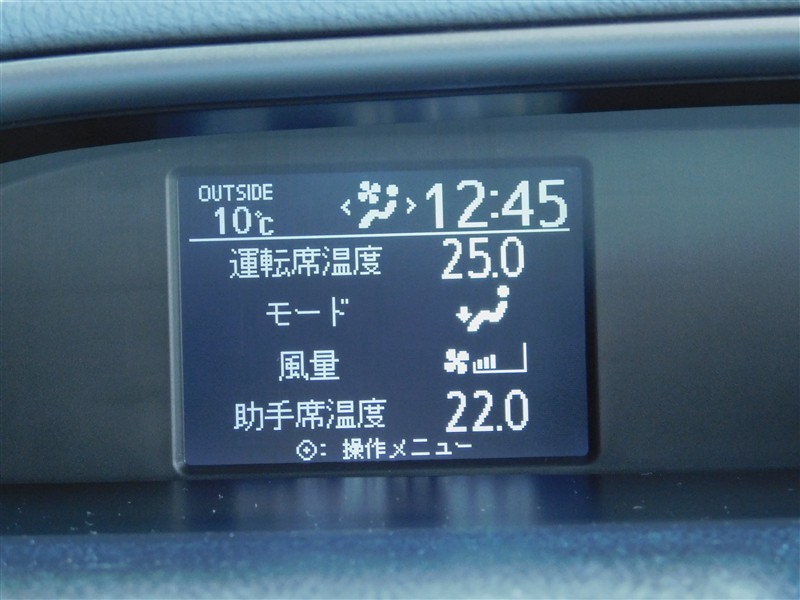 OUTSIDE
10℃
12:45
運転席温度 25.0
モード
風量
助手席温度 22.0
: 操作メニュー